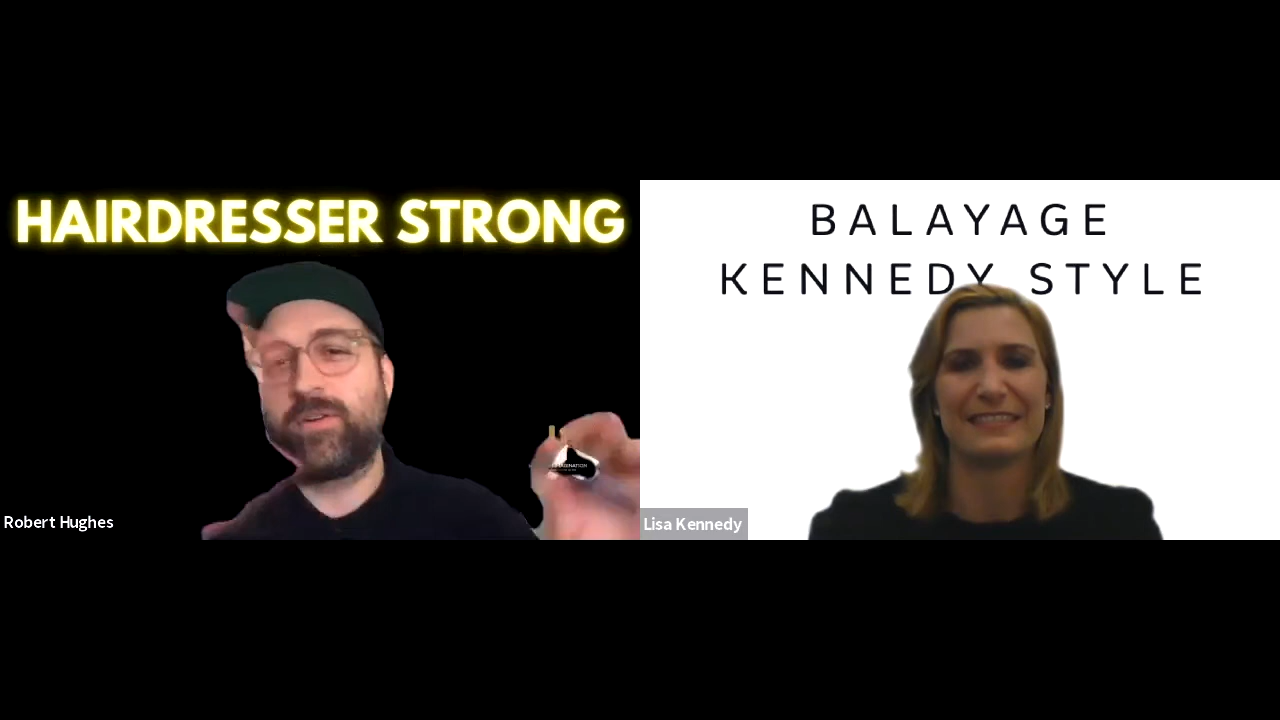 HAIRDRESSER STRONG
Robert Hughes
BALAYAGE
KENNEDY STYLE
Lisa Kennedy